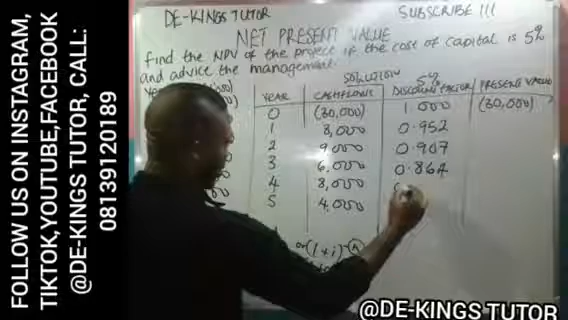 FOLLOW US ON INSTAGRAM,
TIKTOK,YOUTUBE,FACEBOOK
@DE-KINGS TUTOR, CALL:
08139120189
DE-KINGS TUTOR SUBSCRIBE !!!
NET PRESENT VALUE
find the NPV of the project if the cost of capital is 5%
and advice the management.
SOLUTION 5%
YEAR CASHFLOWS DISCOUNT FACTOR PRESENT VALUE
0 (30,000) 1.000 (30,000)
1 8,000 0.952
2 9000 0.907
3 6,000 0.864
4 8,000
5 4,000
@DE-KINGS TUTOR